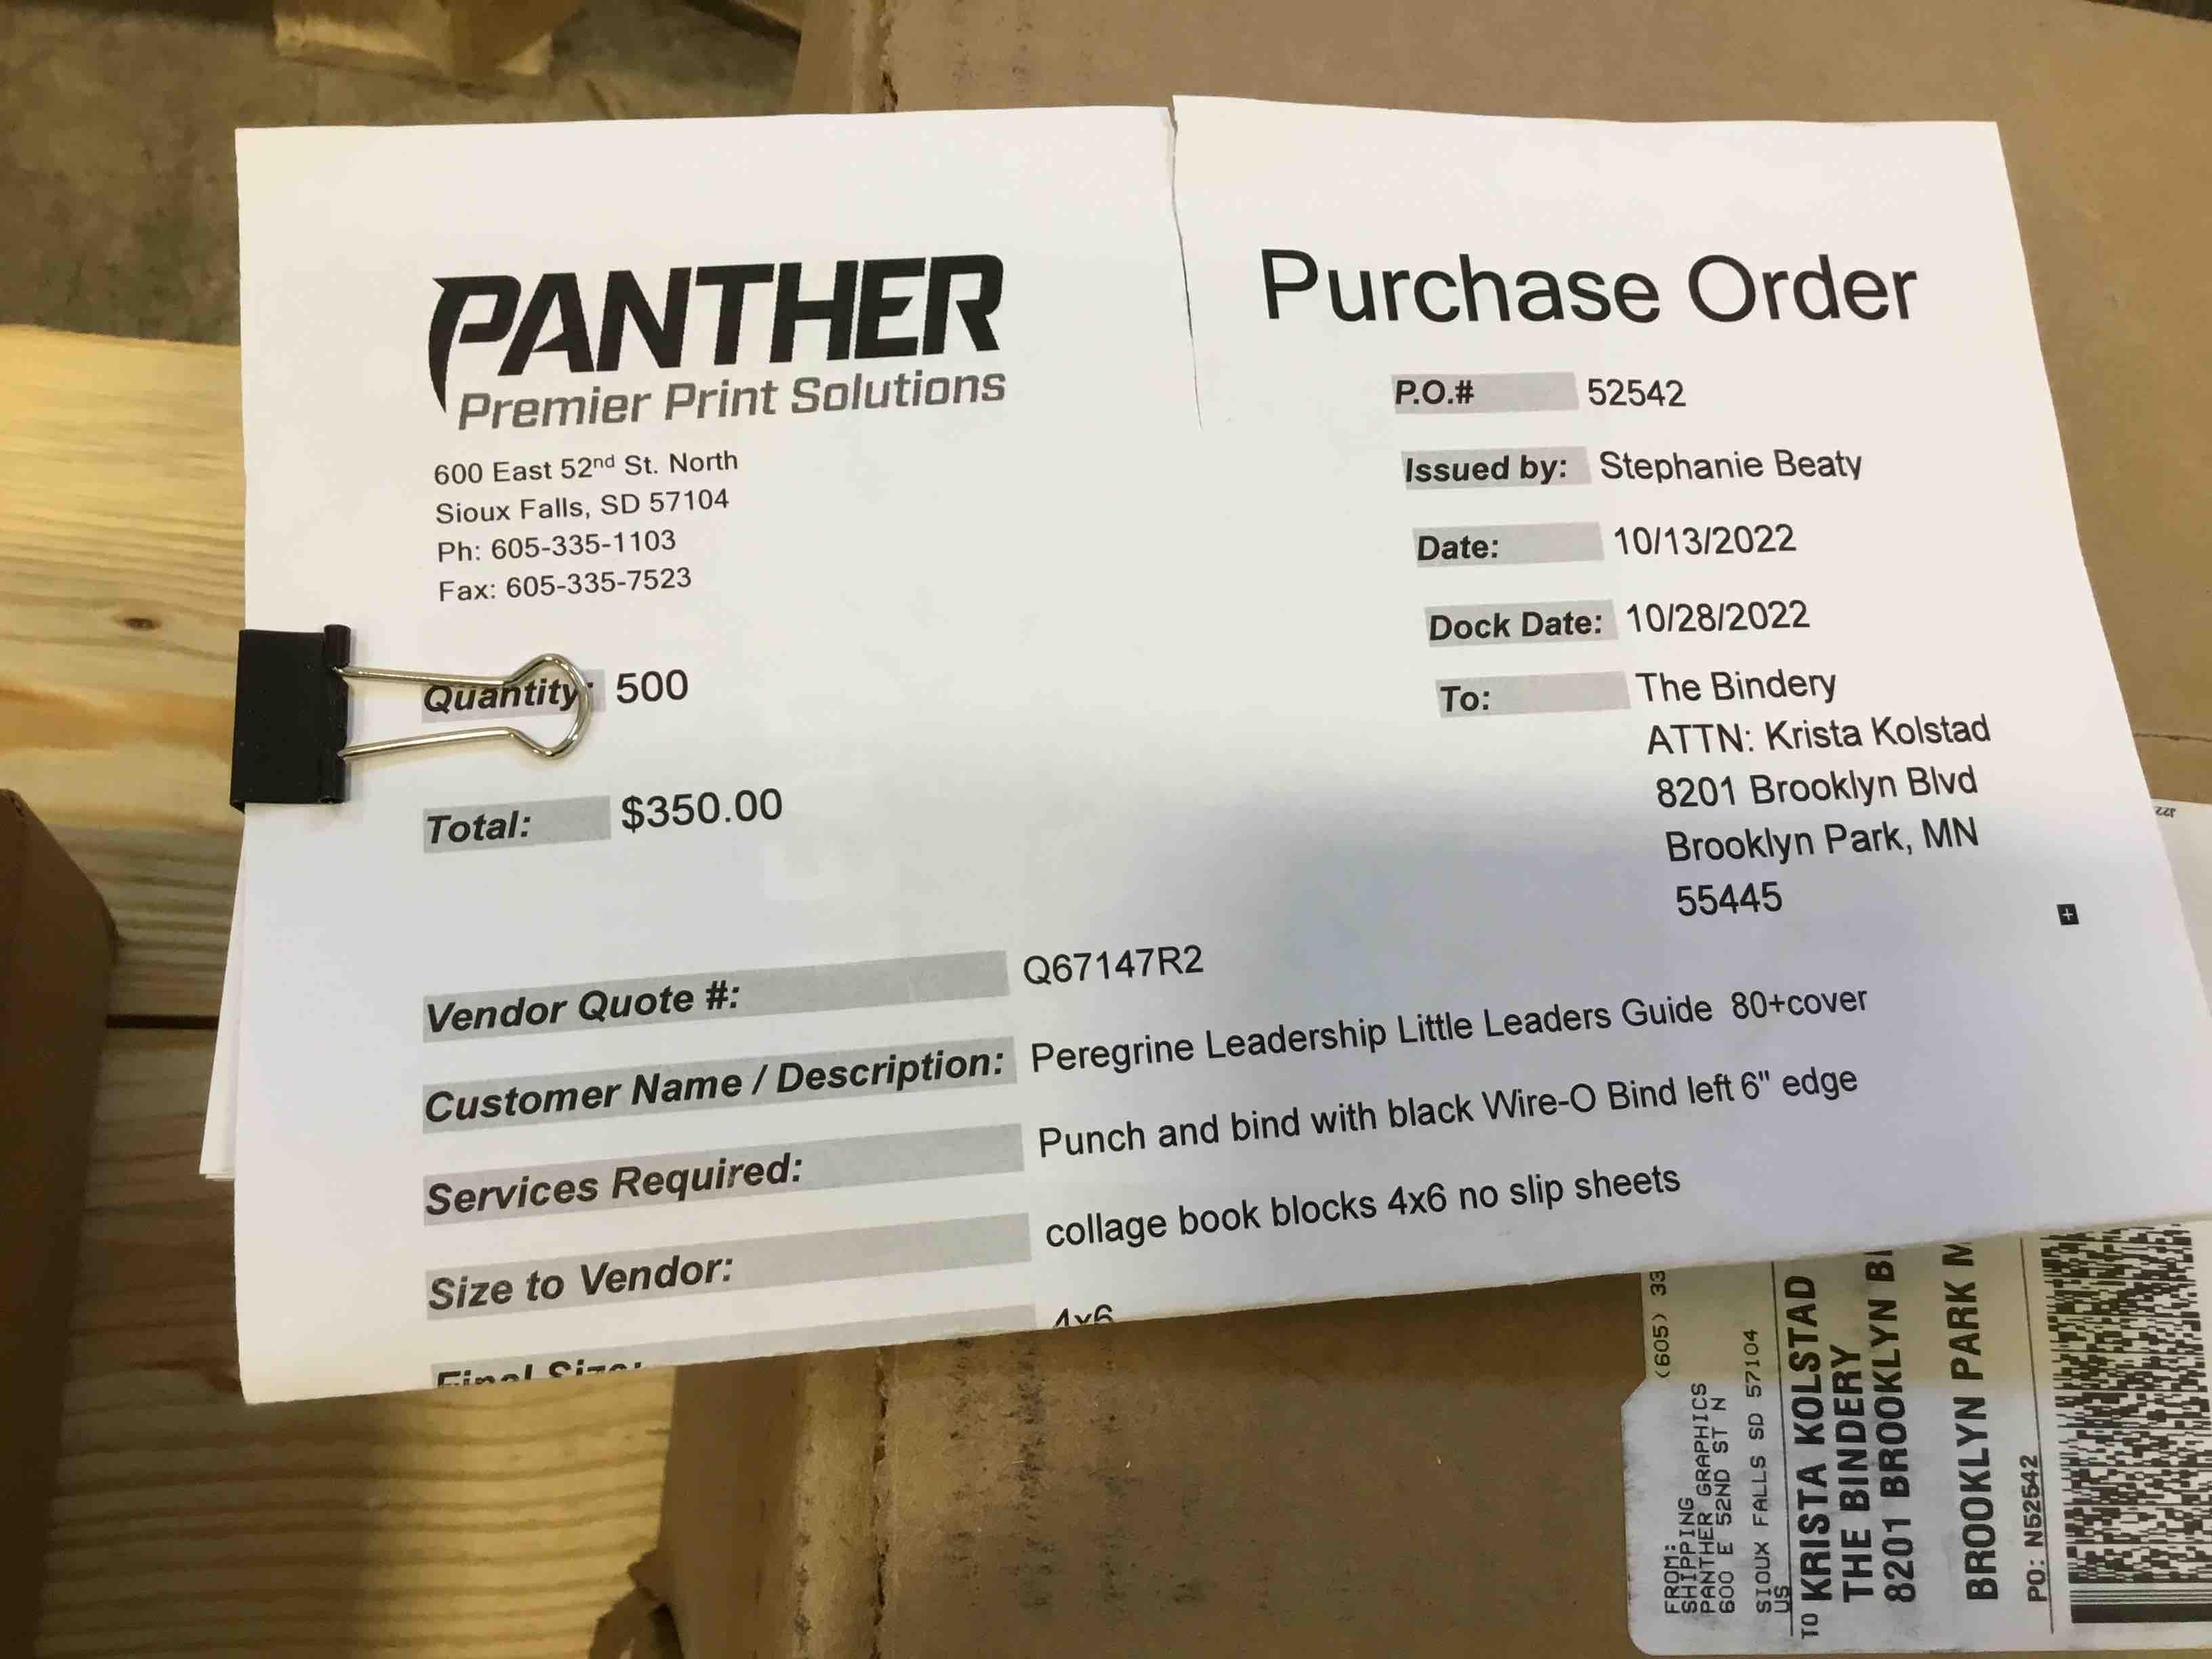 PANTHER
Premier Print Solutions
600 East 52nd St. North
Sioux Falls, SD 57104
Ph: 605-335-1103
Fax: 605-335-7523
Quantity: 500
Total: $350.00
Purchase Order
P.O.# 52542
Issued by: Stephanie Beaty
Date: 10/13/2022
Dock Date: 10/28/2022
To: The Bindery
ATTN: Krista Kolstad
8201 Brooklyn Blvd
Brooklyn Park, MN
55445
Vendor Quote #: Q67147R2
Customer Name / Description: Peregrine Leadership Little Leaders Guide 80+cover
Services Required: Punch and bind with black Wire-O Bind left 6" edge
Size to Vendor: collage book blocks 4x6 no slip sheets
Final Size: 4x6
(605) 33
FROM:
SHIPPING
PANTHER GRAPHICS
600 E 52ND ST N
SIOUX FALLS SD 57104
US
TO KRISTA KOLSTAD
THE BINDERY
8201 BROOKLYN BL
BROOKLYN PARK M
PO: N52542